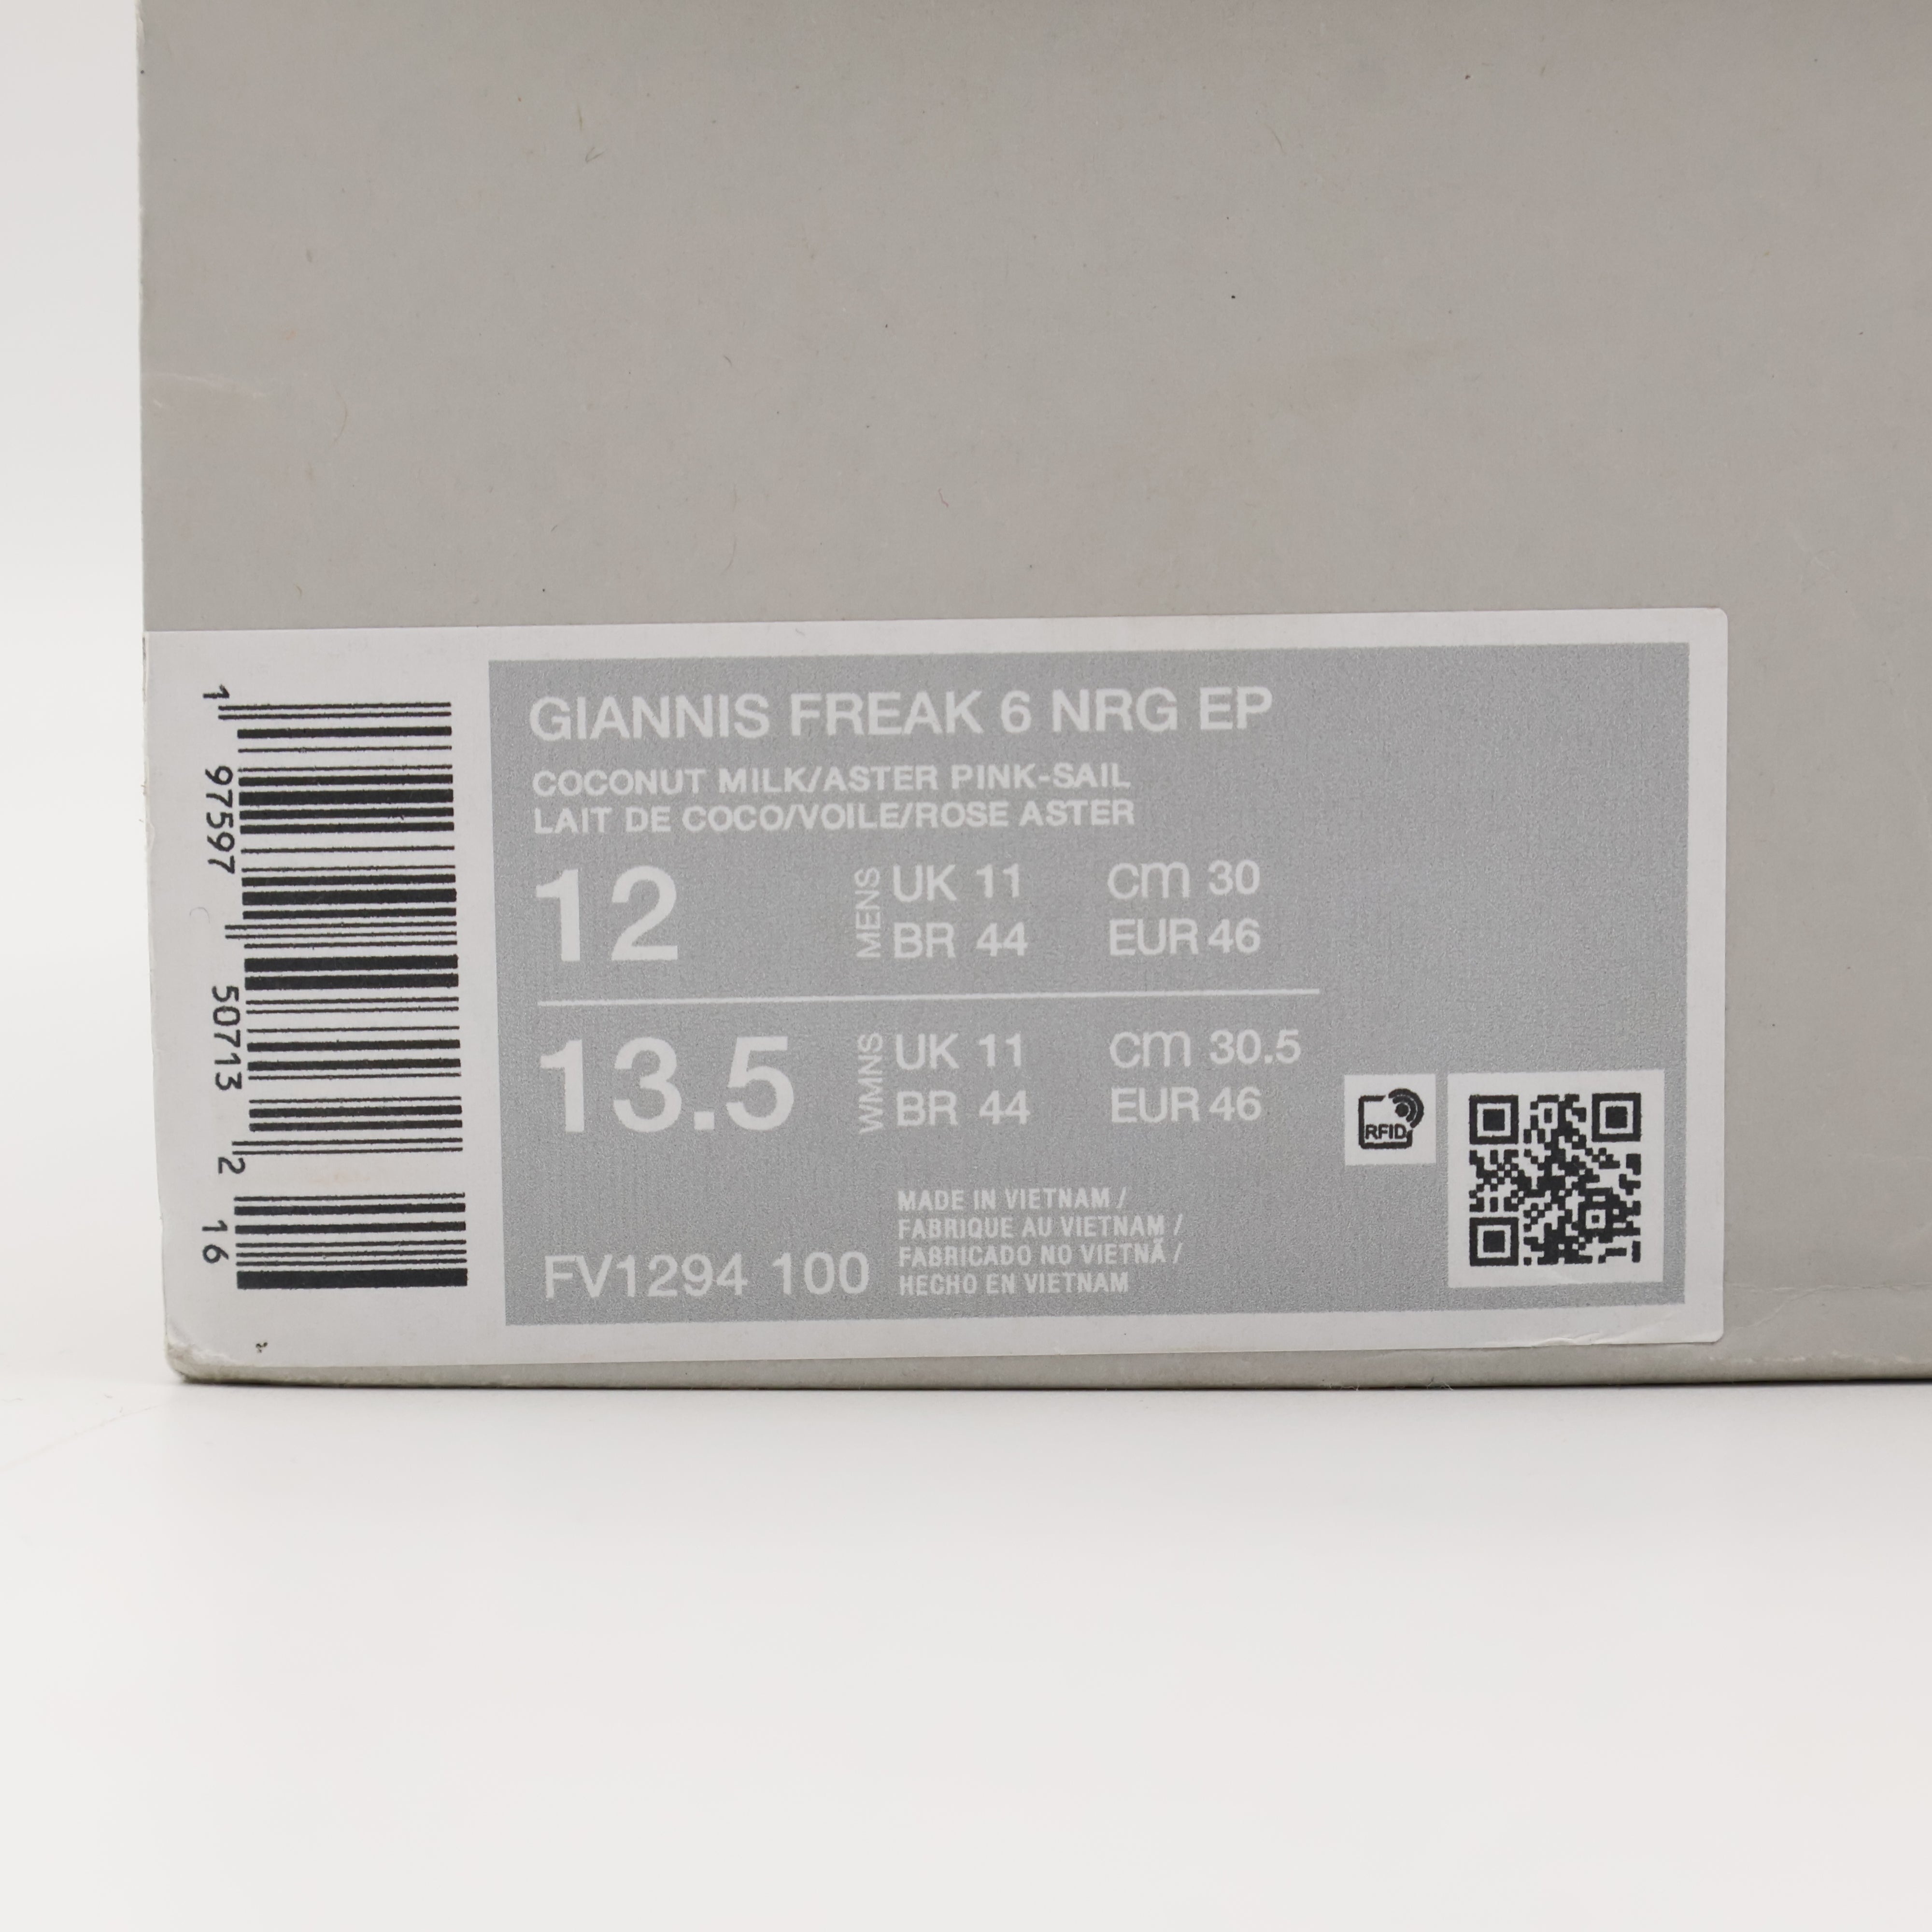 GIANNIS FREAK 6 NRG EP
COCONUT MILK/ASTER PINK-SAIL
LAIT DE COCO/VOILE/ROSE ASTER
12 MENS UK 11 cm 30
BR 44 EUR 46
13.5 WMNS UK 11 cm 30.5
BR 44 EUR 46
FV1294 100
MADE IN VIETNAM /
FABRIQUE AU VIETNAM /
FABRICADO NO VIETNÃ /
HECHO EN VIETNAM
RFID
1 97597 50713 2 16